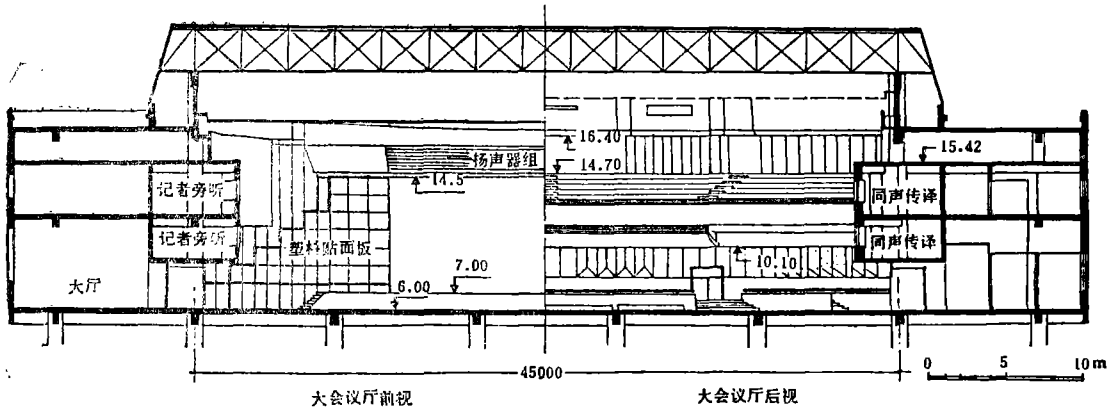 16.40
扬声器组
14.70
15.42
14.5
记者旁听
同声传译
记者旁听
塑料贴面板
同声传译
10.10
大厅
7.00
6.00
45000
0 5 10m
大会议厅前视 大会议厅后视